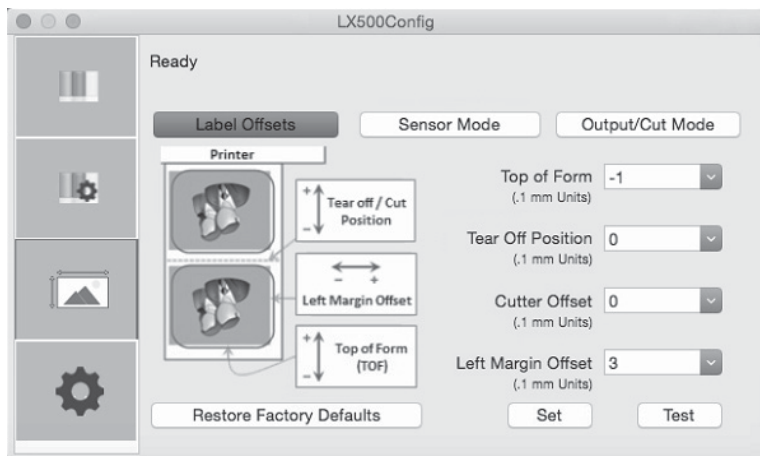 LX500Config
Ready
Label Offsets
Sensor Mode
Output/Cut Mode
Printer
+
-
Tear off / Cut
Position
- +
Left Margin Offset
+
-
Top of Form
(TOF)
Top of Form
-1
(.1 mm Units)
Tear Off Position
0
(.1 mm Units)
Cutter Offset
0
(.1 mm Units)
Left Margin Offset
3
(.1 mm Units)
Restore Factory Defaults
Set
Test